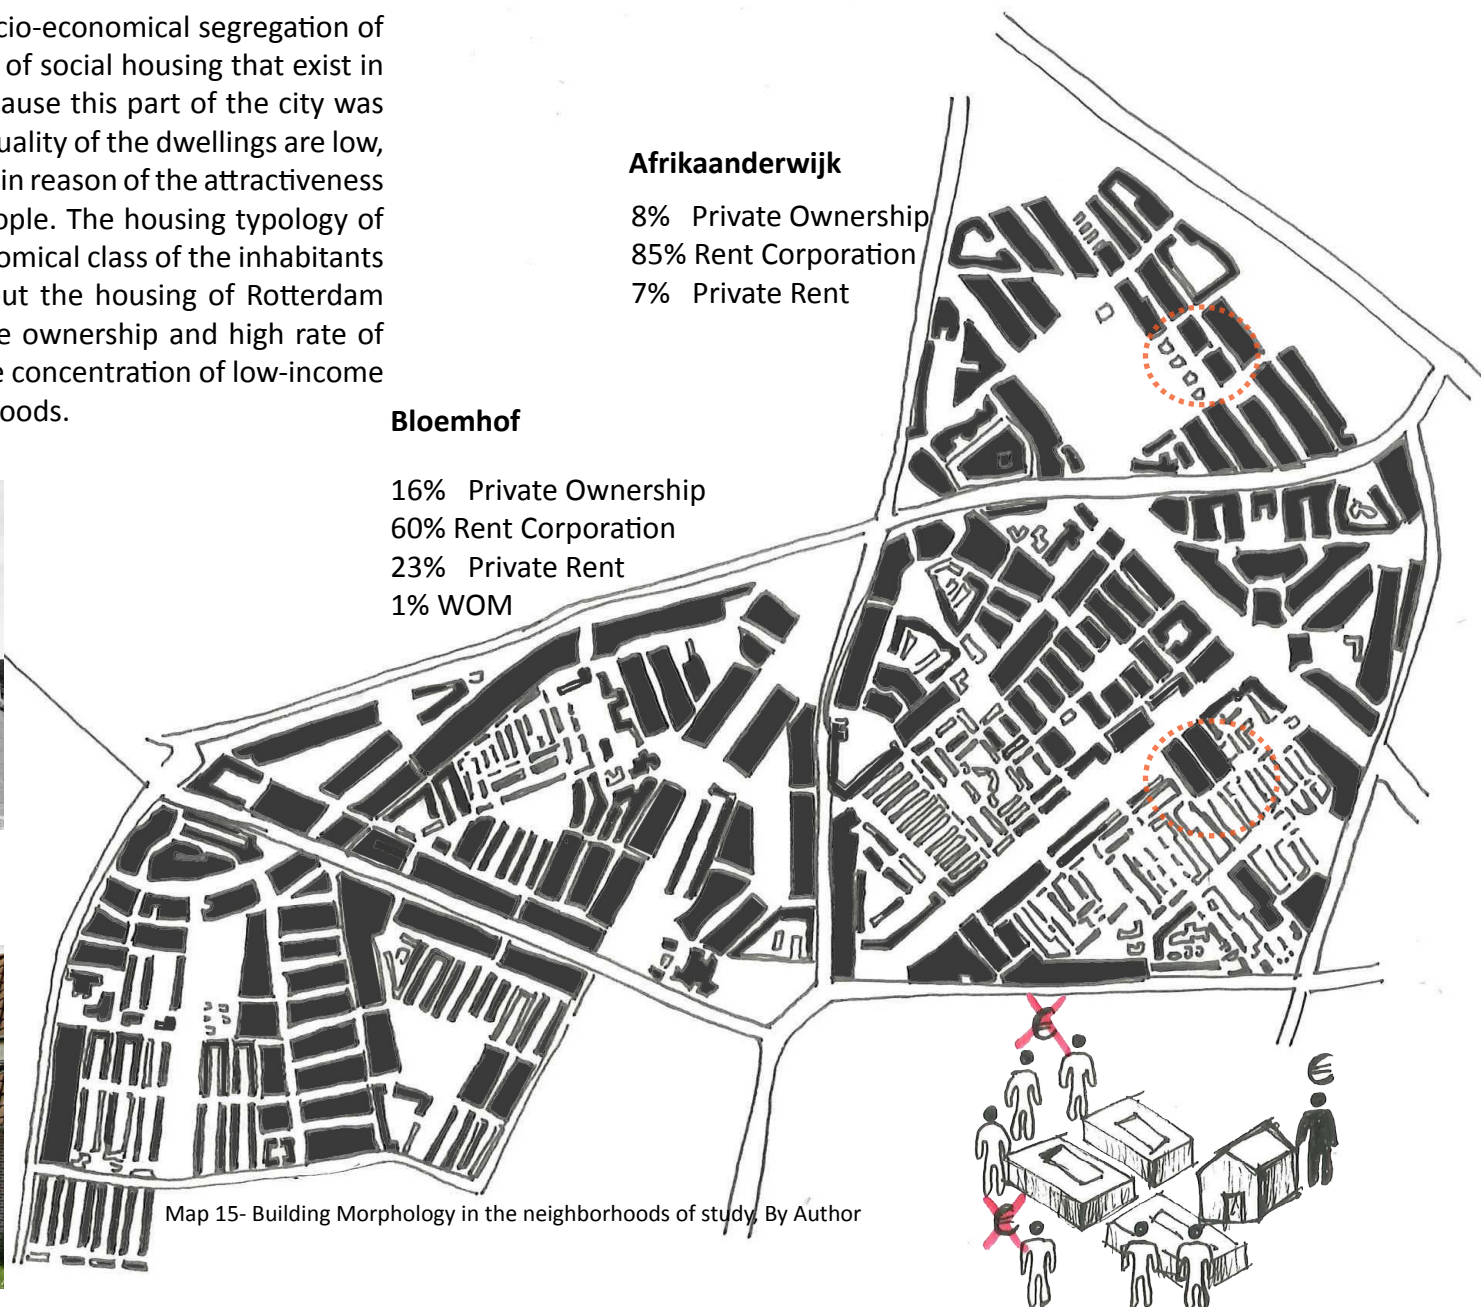 cio-economical segregation of
of social housing that exist in
ause this part of the city was
uality of the dwellings are low,
in reason of the attractiveness
ople. The housing typology of
omical class of the inhabitants
out the housing of Rotterdam
e ownership and high rate of
e concentration of low-income
oods.
Afrikaanderwijk
8% Private Ownership
85% Rent Corporation
7% Private Rent
Bloemhof
16% Private Ownership
60% Rent Corporation
23% Private Rent
1% WOM
€
€
€
Map 15- Building Morphology in the neighborhoods of study, By Author